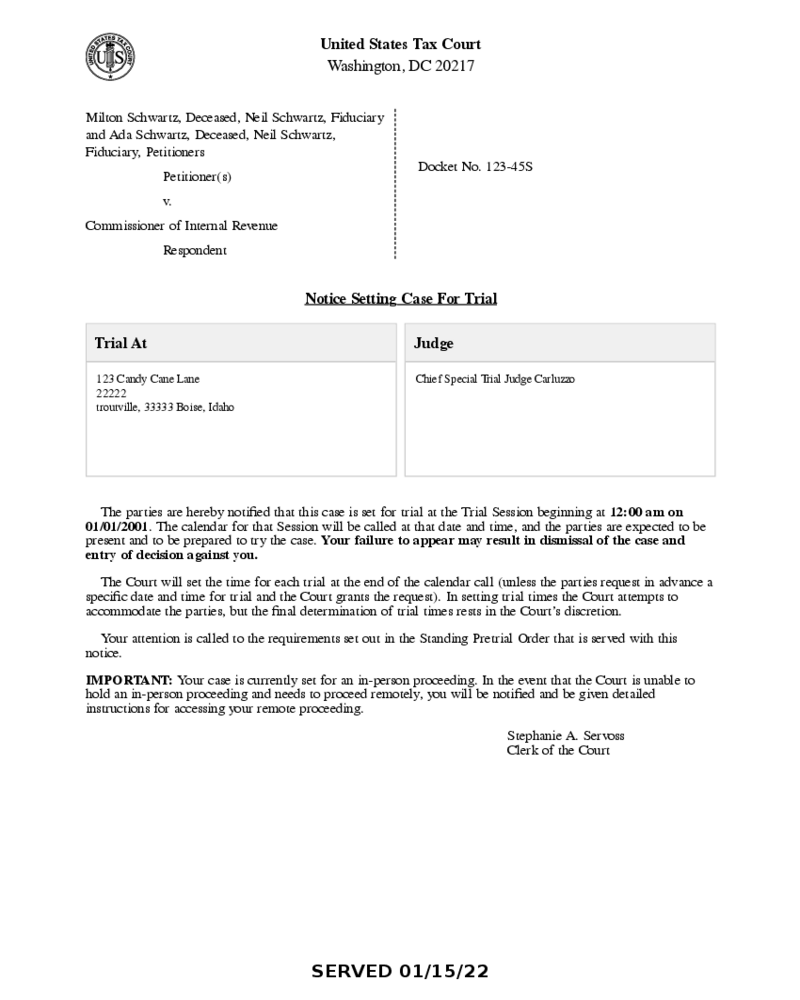 UNITED STATES TAX COURT
US
United States Tax Court
Washington, DC 20217
Milton Schwartz, Deceased, Neil Schwartz, Fiduciary
and Ada Schwartz, Deceased, Neil Schwartz,
Fiduciary, Petitioners
Petitioner(s)
v.
Commissioner of Internal Revenue
Respondent
Docket No. 123-45S
Notice Setting Case For Trial
Trial At
123 Candy Cane Lane
22222
troutville, 33333 Boise, Idaho
Judge
Chief Special Trial Judge Carluzzo
The parties are hereby notified that this case is set for trial at the Trial Session beginning at 12:00 am on
01/01/2001. The calendar for that Session will be called at that date and time, and the parties are expected to be
present and to be prepared to try the case. Your failure to appear may result in dismissal of the case and
entry of decision against you.
The Court will set the time for each trial at the end of the calendar call (unless the parties request in advance a
specific date and time for trial and the Court grants the request). In setting trial times the Court attempts to
accommodate the parties, but the final determination of trial times rests in the Court's discretion.
Your attention is called to the requirements set out in the Standing Pretrial Order that is served with this
notice.
IMPORTANT: Your case is currently set for an in-person proceeding. In the event that the Court is unable to
hold an in-person proceeding and needs to proceed remotely, you will be notified and be given detailed
instructions for accessing your remote proceeding.
Stephanie A. Servoss
Clerk of the Court
SERVED 01/15/22